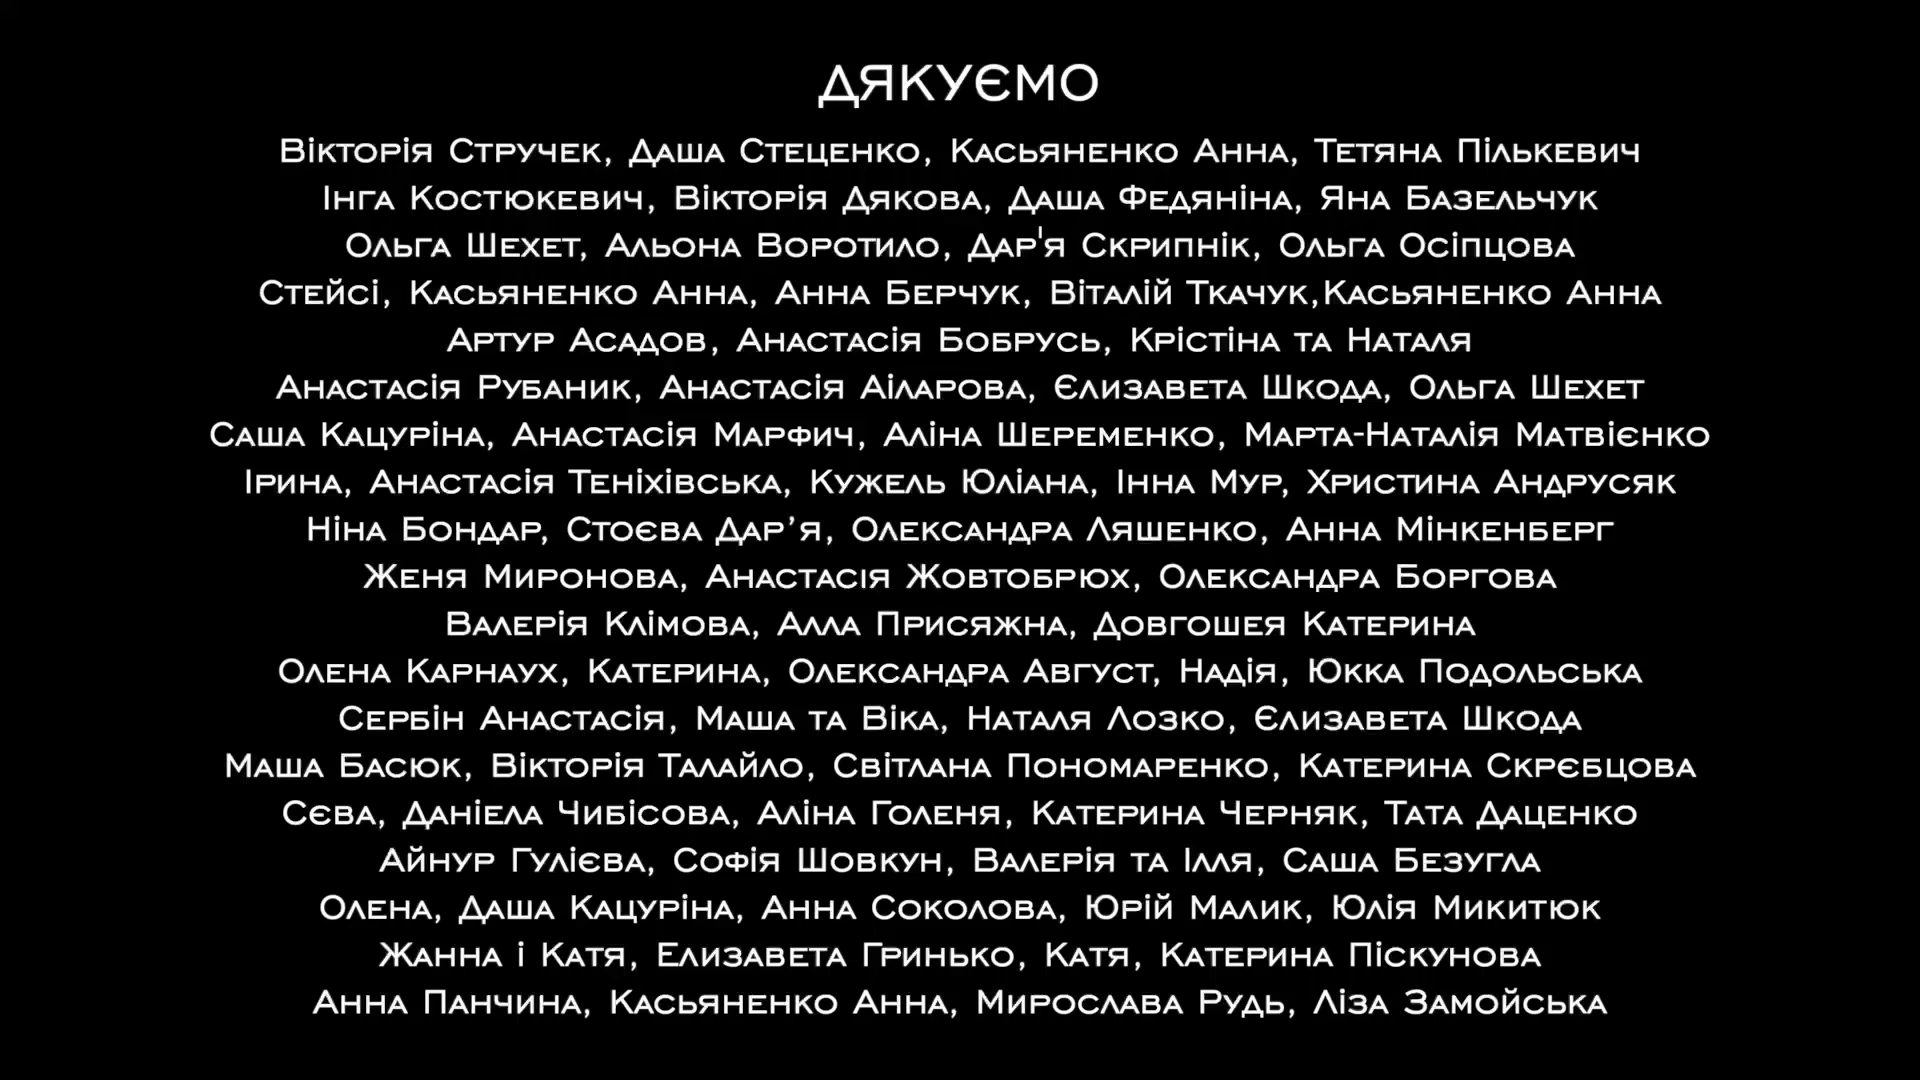 ДЯКУЄМО
Вікторія Стручек, Даша Стеценко, Касьяненко Анна, Тетяна Пількевич
Інга Костюкевич, Вікторія Дякова, Даша Федяніна, Яна Базельчук
Ольга Шехет, Альона Воротило, Дар'я Скрипнік, Ольга Осіпцова
Стейсі, Касьяненко Анна, Анна Берчук, Віталій Ткачук,Касьяненко Анна
Артур Асадов, Анастасія Бобрусь, Крістіна та Наталя
Анастасія Рубаник, Анастасія Аіларова, Єлизавета Шкода, Ольга Шехет
Саша Кацуріна, Анастасія Марфич, Аліна Шеременко, Марта-Наталія Матвієнко
Ірина, Анастасія Теніхівська, Кужель Юліана, Інна Мур, Христина Андрусяк
Ніна Бондар, Стоєва Дар’я, Олександра Ляшенко, Анна Мінкенберг
Женя Миронова, Анастасія Жовтобрюх, Олександра Боргова
Валерія Клімова, Алла Присяжна, Довгошея Катерина
Олена Карнаух, Катерина, Олександра Август, Надія, Юкка Подольська
Сербін Анастасія, Маша та Віка, Наталя Лозко, Єлизавета Шкода
Маша Басюк, Вікторія Талайло, Світлана Пономаренко, Катерина Скрєбцова
Сєва, Даніела Чибісова, Аліна Голеня, Катерина Черняк, Тата Даценко
Айнур Гулієва, Софія Шовкун, Валерія та Ілля, Саша Безугла
Олена, Даша Кацуріна, Анна Соколова, Юрій Малик, Юлія Микитюк
Жанна і Катя, Елизавета Гринько, Катя, Катерина Піскунова
Анна Панчина, Касьяненко Анна, Мирослава Рудь, Ліза Замойська